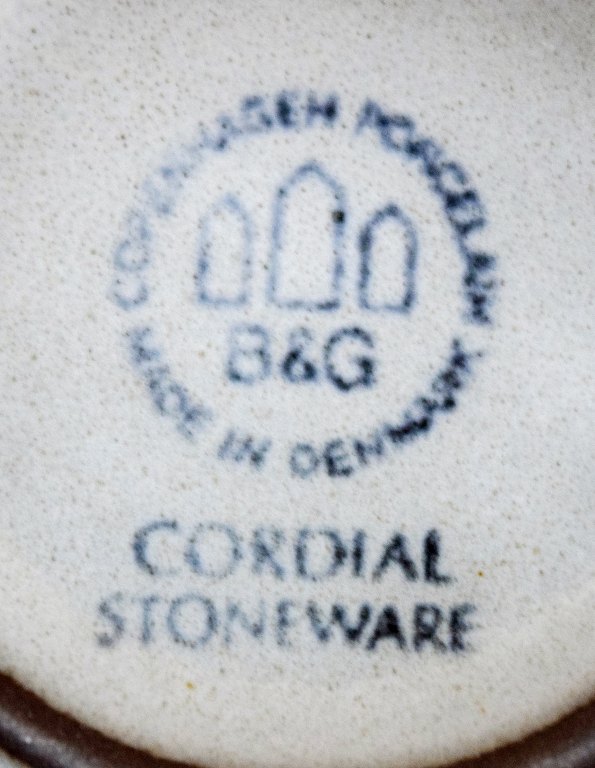 COPENHAGEN PORCELAIN
B&G
MADE IN DENMARK
CORDIAL
STONEWARE